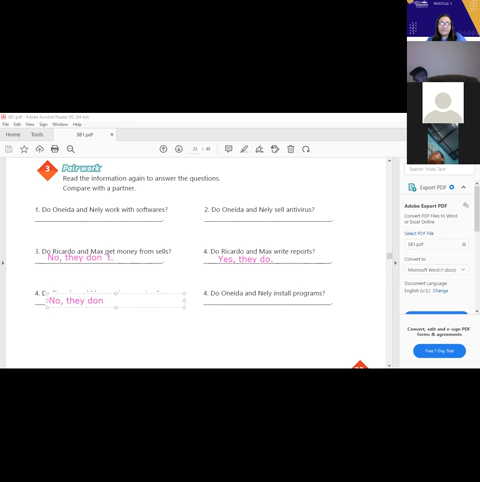 MODULE 1
SB1.pdf - Adobe Acrobat Reader DC (64-bit)
File Edit View Sign Window Help
Home Tools SB1.pdf ×
23 / 49
Search 'Hide Text'
Export PDF
Adobe Export PDF
Convert PDF Files to Word
or Excel Online
Select PDF File
SB1.pdf
Convert to
Microsoft Word (*.docx)
Document Language:
English (U.S.) Change
Convert, edit and e-sign PDF
forms & agreements
Free 7-Day Trial
3 Pair work
Read the information again to answer the questions.
Compare with a partner.
1. Do Oneida and Nely work with softwares?
2. Do Oneida and Nely sell antivirus?
3. Do Ricardo and Max get money from sells?
No, they don´t.
4. Do Ricardo and Max write reports?
Yes, they do.
No, they don
4. Do Oneida and Nely install programs?